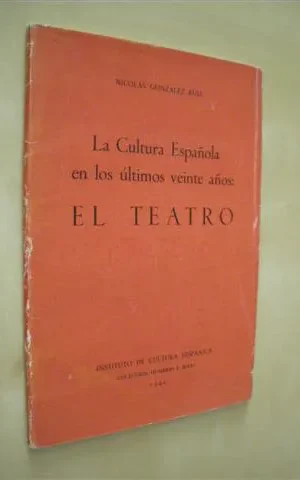 NICOLÁS GONZÁLEZ RUIZ
La Cultura Española
en los últimos veinte años:
EL TEATRO
INSTITUTO DE CULTURA HISPÁNICA